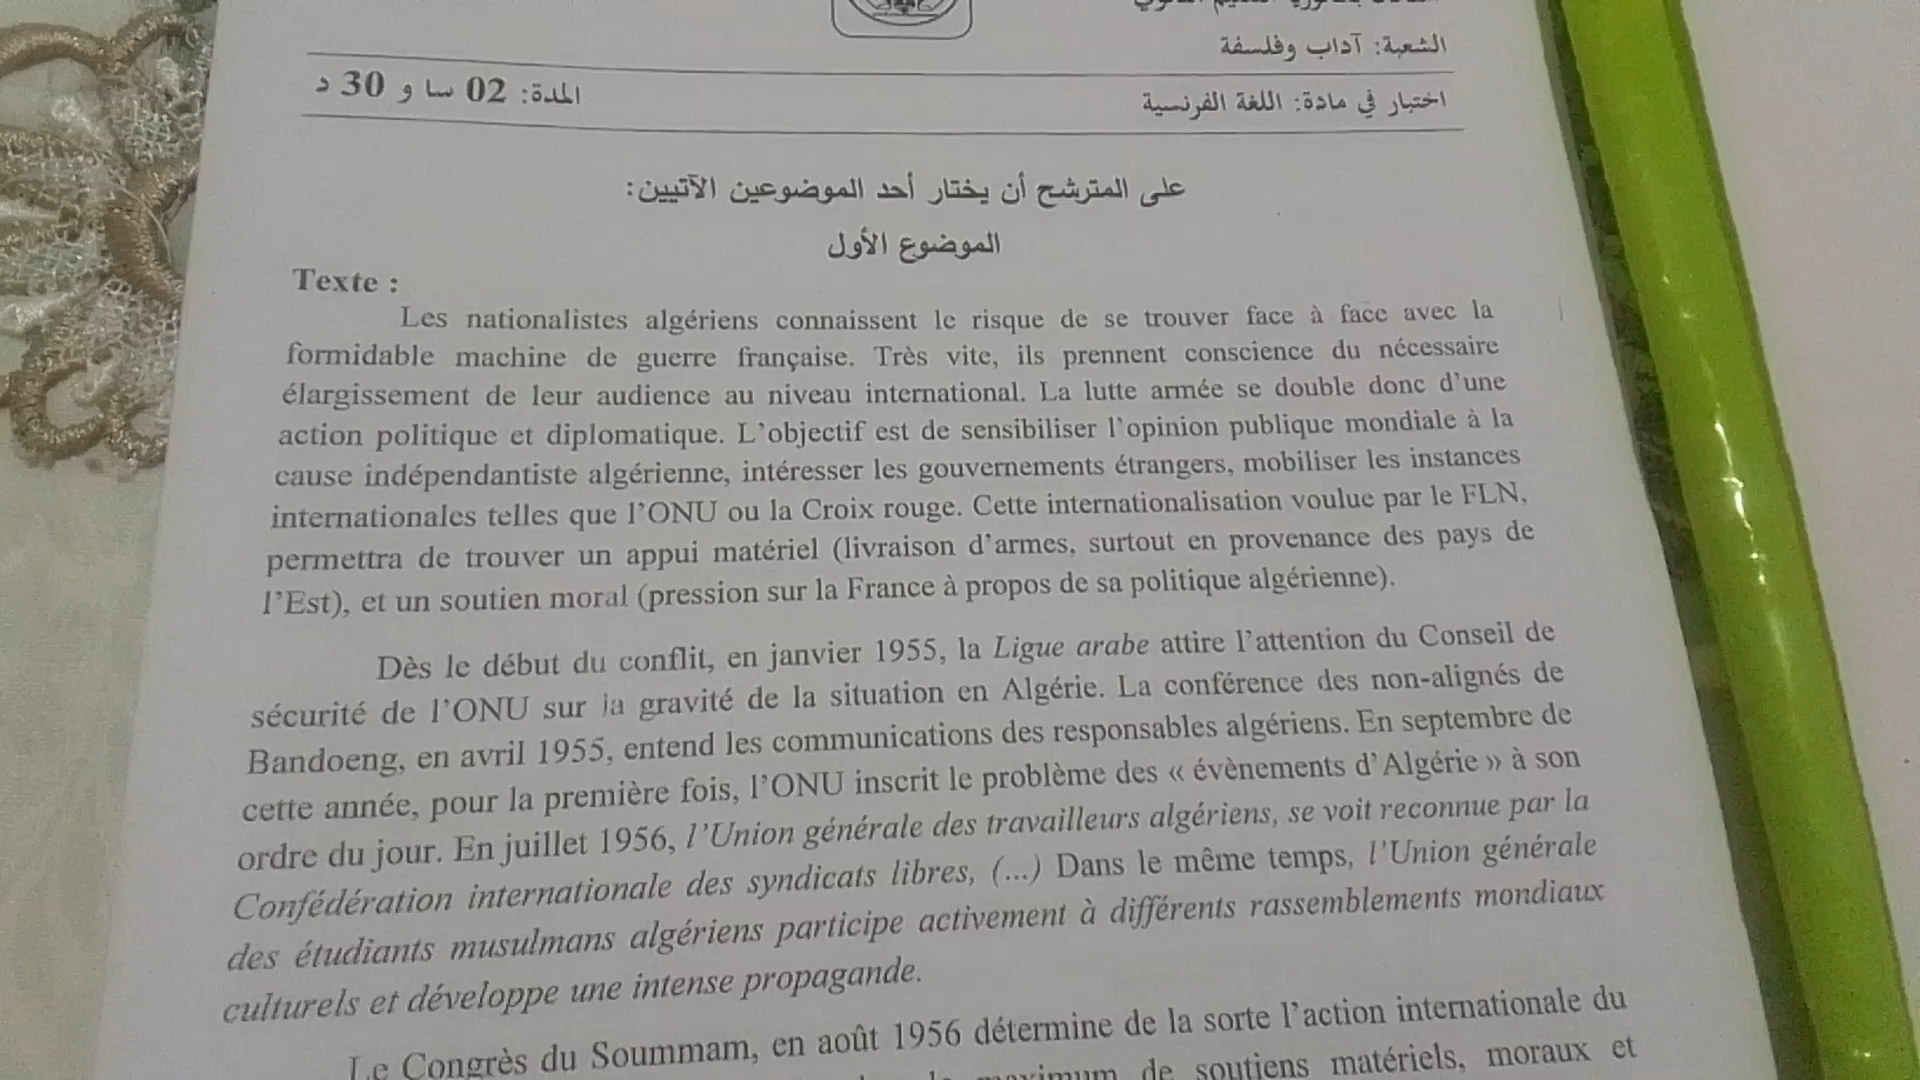 الشعبة: آداب وفلسفة
اختبار في مادة: اللغة الفرنسية المدة: 02 سا و 30 د
على المترشح أن يختار أحد الموضوعين الآتيين:
الموضوع الأول
Texte :
Les nationalistes algériens connaissent le risque de se trouver face à face avec la
formidable machine de guerre française. Très vite, ils prennent conscience du nécessaire
élargissement de leur audience au niveau international. La lutte armée se double donc d'une
action politique et diplomatique. L'objectif est de sensibiliser l'opinion publique mondiale à la
cause indépendantiste algérienne, intéresser les gouvernements étrangers, mobiliser les instances
internationales telles que l'ONU ou la Croix rouge. Cette internationalisation voulue par le FLN,
permettra de trouver un appui matériel (livraison d'armes, surtout en provenance des pays de
l'Est), et un soutien moral (pression sur la France à propos de sa politique algérienne).
Dès le début du conflit, en janvier 1955, la Ligue arabe attire l'attention du Conseil de
sécurité de l'ONU sur la gravité de la situation en Algérie. La conférence des non-alignés de
Bandoeng, en avril 1955, entend les communications des responsables algériens. En septembre de
cette année, pour la première fois, l'ONU inscrit le problème des « évènements d'Algérie » à son
ordre du jour. En juillet 1956, l'Union générale des travailleurs algériens, se voit reconnue par la
Confédération internationale des syndicats libres, (...) Dans le même temps, l'Union générale
des étudiants musulmans algériens participe activement à différents rassemblements mondiaux
culturels et développe une intense propagande.
Le Congrès du Soummam, en août 1956 détermine de la sorte l'action internationale du
maximum de soutiens matériels, moraux et